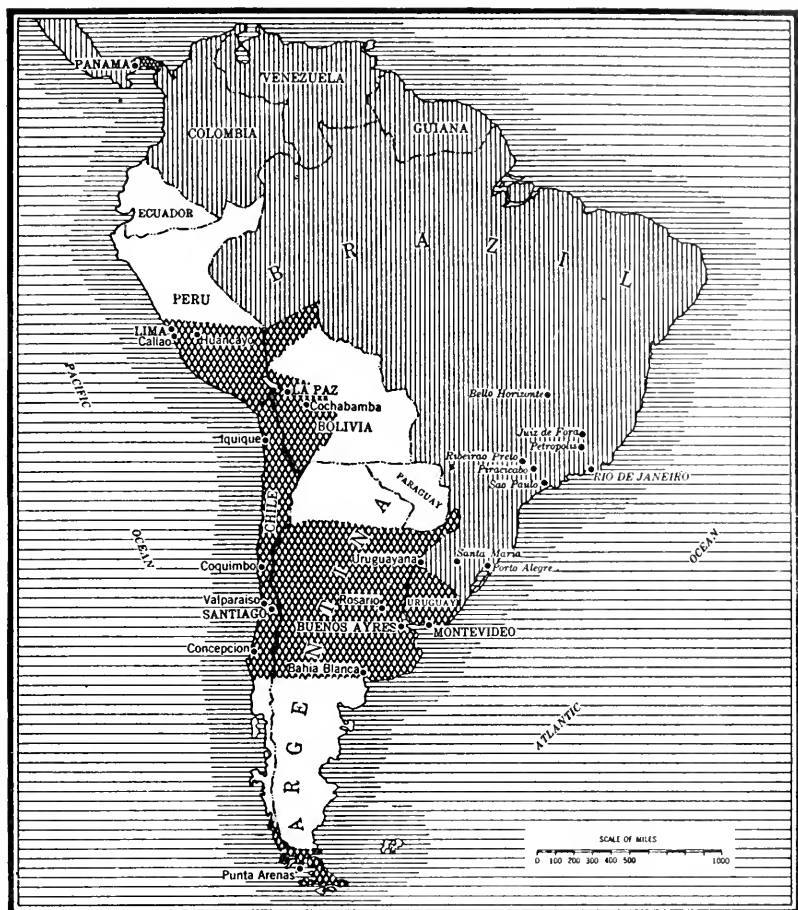 PANAMA
VENEZUELA
COLOMBIA
GUIANA
ECUADOR
BRAZIL
PERU
LIMA
Callao
Huancayo
PACIFIC
LA PAZ
Cochabamba
BOLIVIA
Bello Horizonte
Iquique
Juiz de Fora
Petropolis
Ribeirao Preto
Piracicabo
RIO DE JANEIRO
Sao Paulo
PARAGUAY
CHILE
OCEAN
OCEAN
Coquimbo
Uruguayana
Santa Maria
Porto Alegre
Valparaiso
Rosario
URUGUAY
SANTIAGO
BUENOS AYRES
MONTEVIDEO
Concepcion
Bahia Blanca
ARGENTINA
ATLANTIC
SCALE OF MILES
0 100 200 300 400 500 1000
Punta Arenas